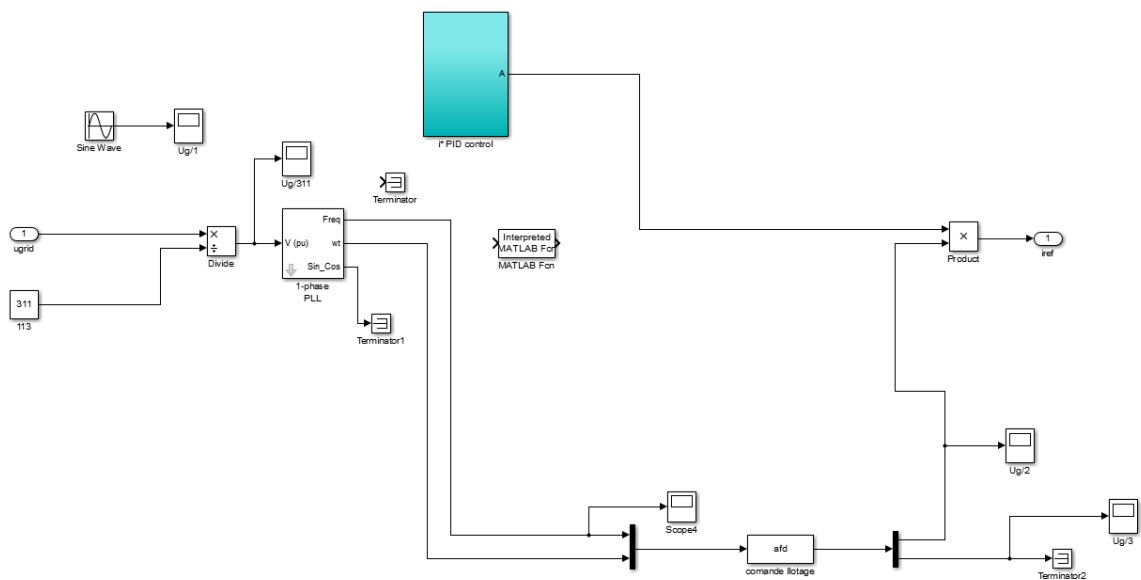 A
i* PID control
Sine Wave
Ug/1
Ug/311
Terminator
1
ugrid
×
÷
Divide
V (pu)
Freq
wt
Sin_Cos
1-phase
PLL
Interpreted
MATLAB Fcn
MATLAB Fcn
×
Product
1
iref
311
113
Terminator1
Ug/2
Scope4
Ug/3
afd
comande Ilotage
Terminator2